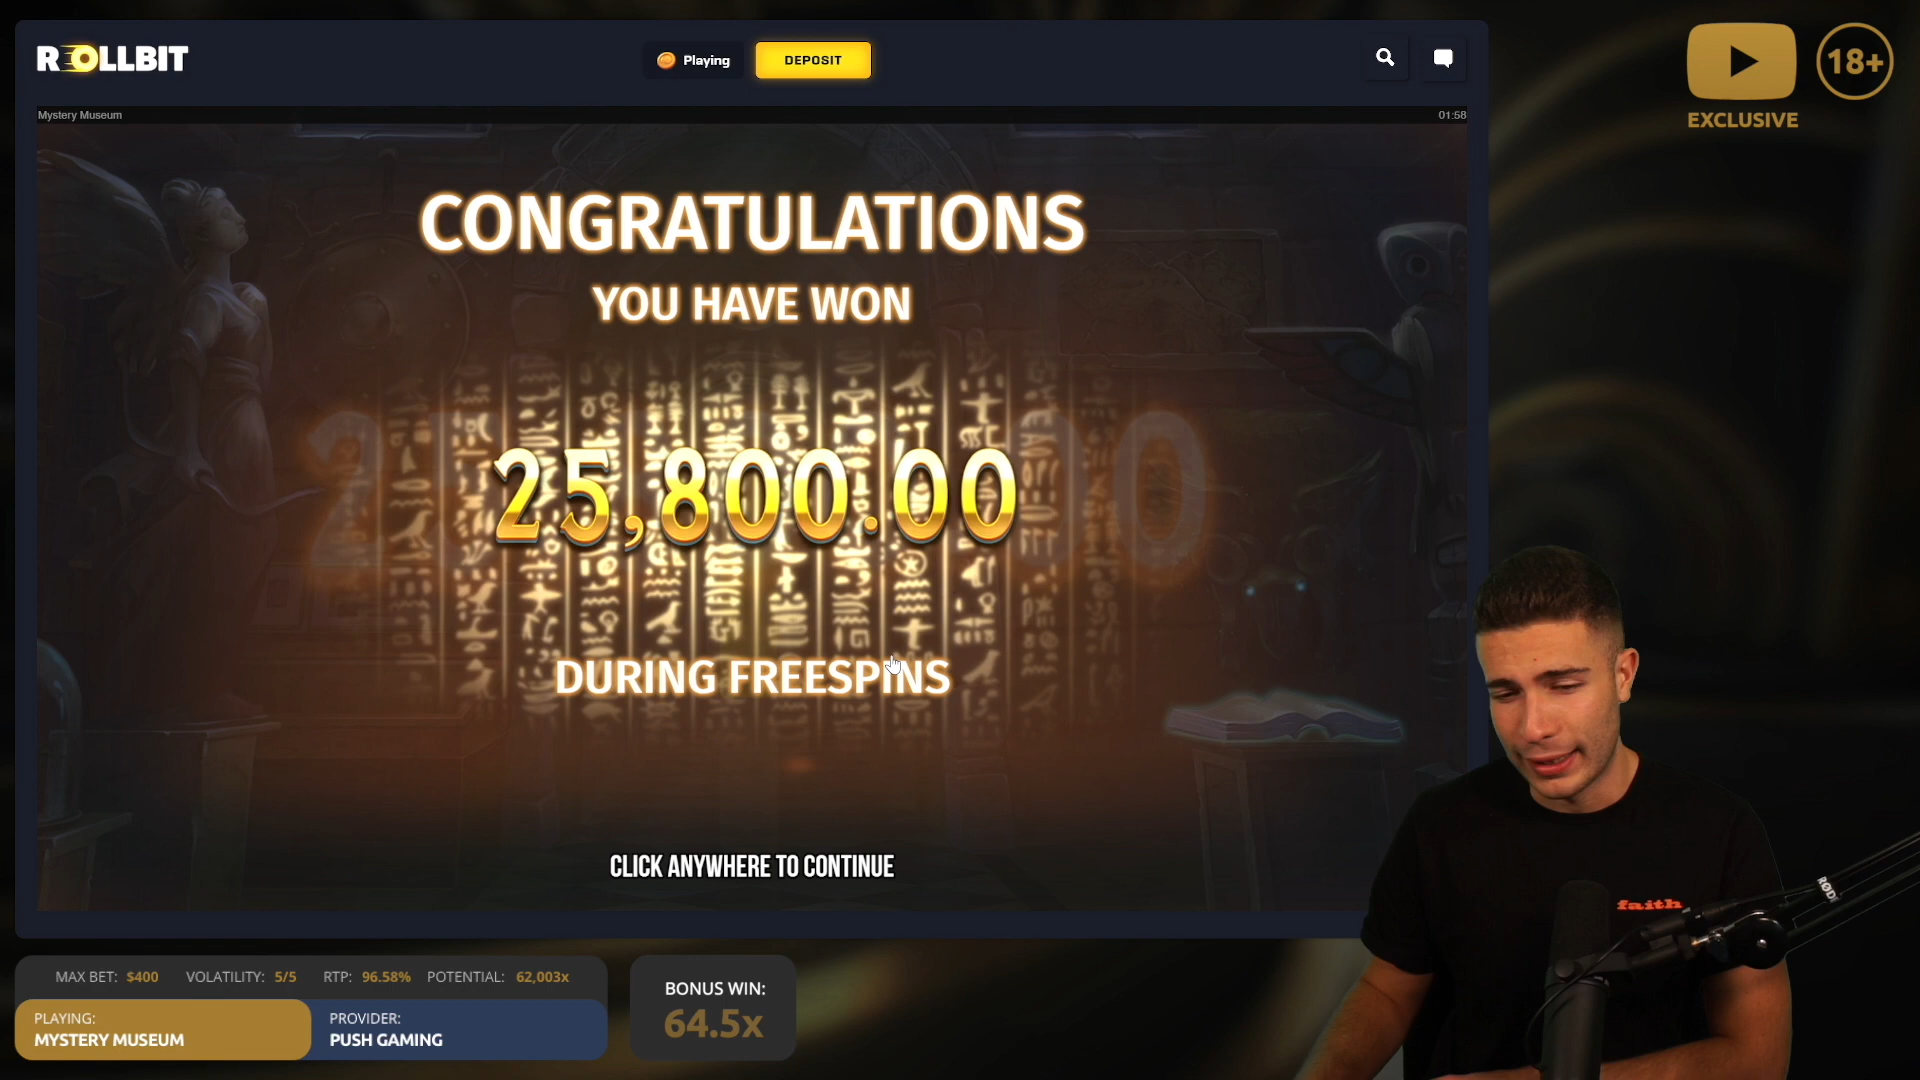 ROLLBIT
Playing
DEPOSIT
18+
EXCLUSIVE
Mystery Museum
01:58
CONGRATULATIONS
YOU HAVE WON
25,800.00
DURING FREESPINS
CLICK ANYWHERE TO CONTINUE
faith
RØDE
MAX BET: $400 VOLATILITY: 5/5 RTP: 96.58% POTENTIAL: 62,003x
PLAYING:
MYSTERY MUSEUM
PROVIDER:
PUSH GAMING
BONUS WIN:
64.5x